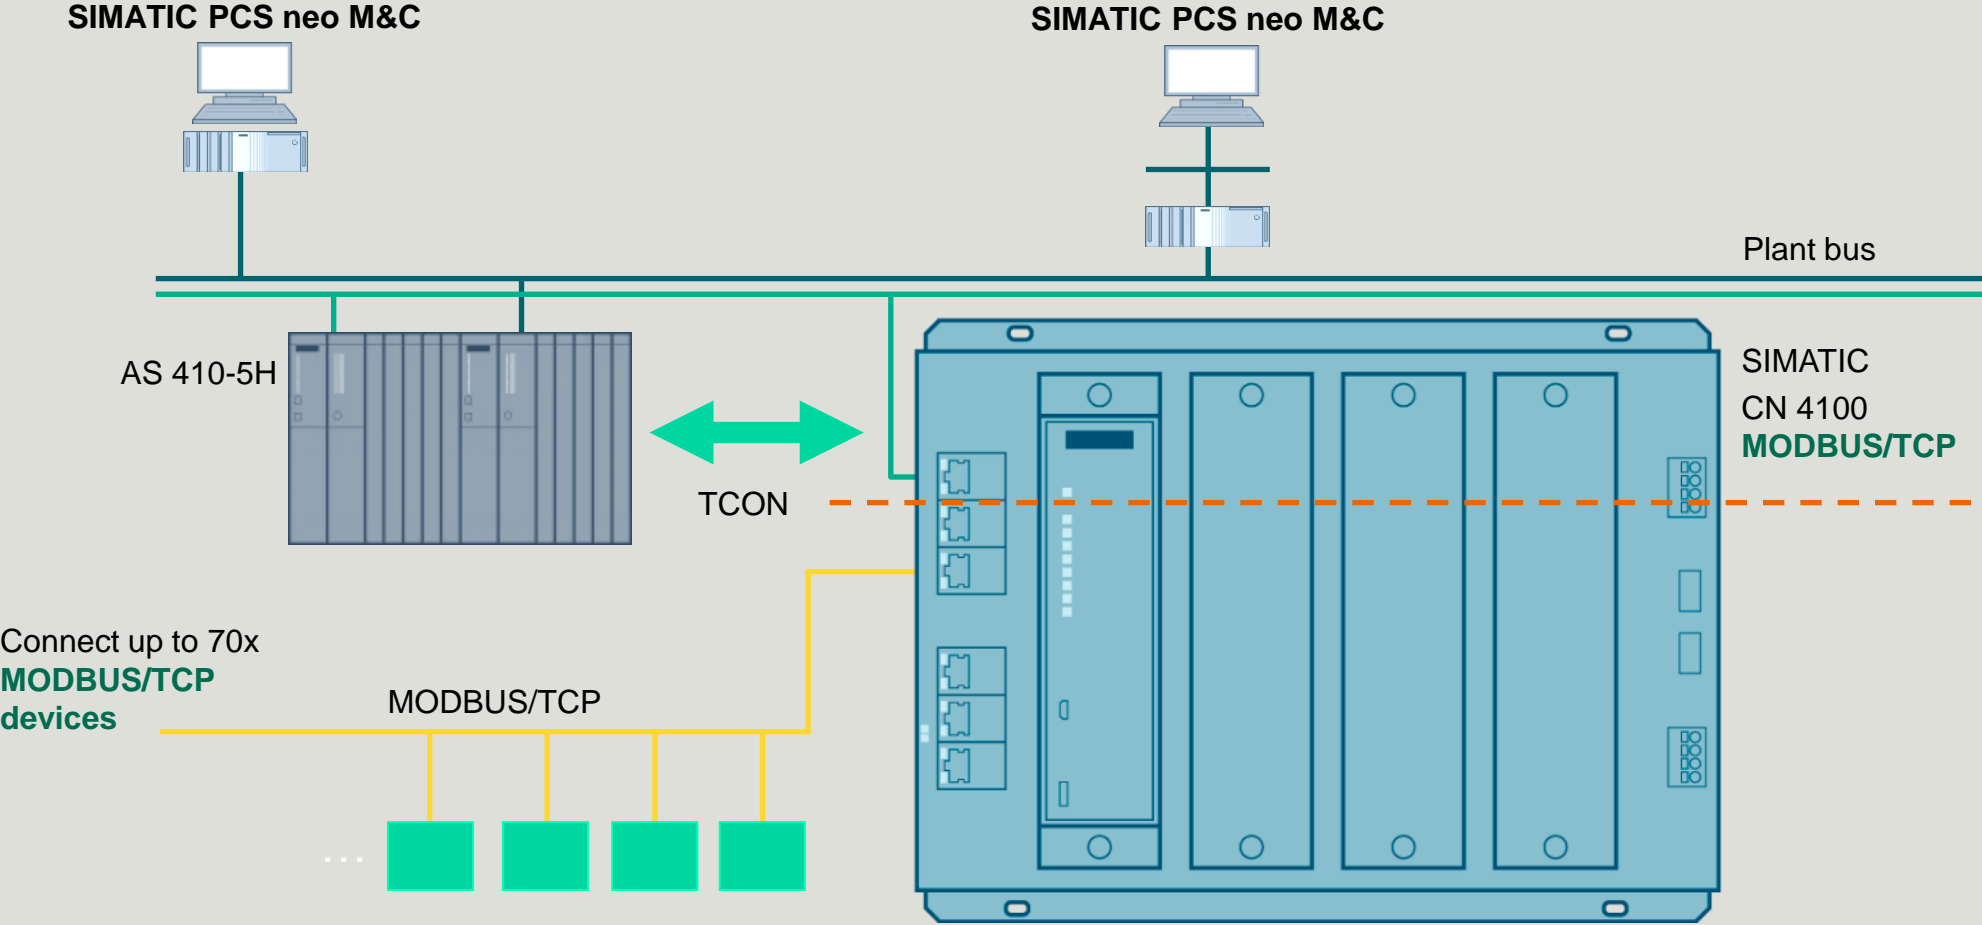 SIMATIC PCS neo M&C
SIMATIC PCS neo M&C
Plant bus
AS 410-5H
SIMATIC
CN 4100
MODBUS/TCP
TCON
Connect up to 70x
MODBUS/TCP
devices
MODBUS/TCP
...